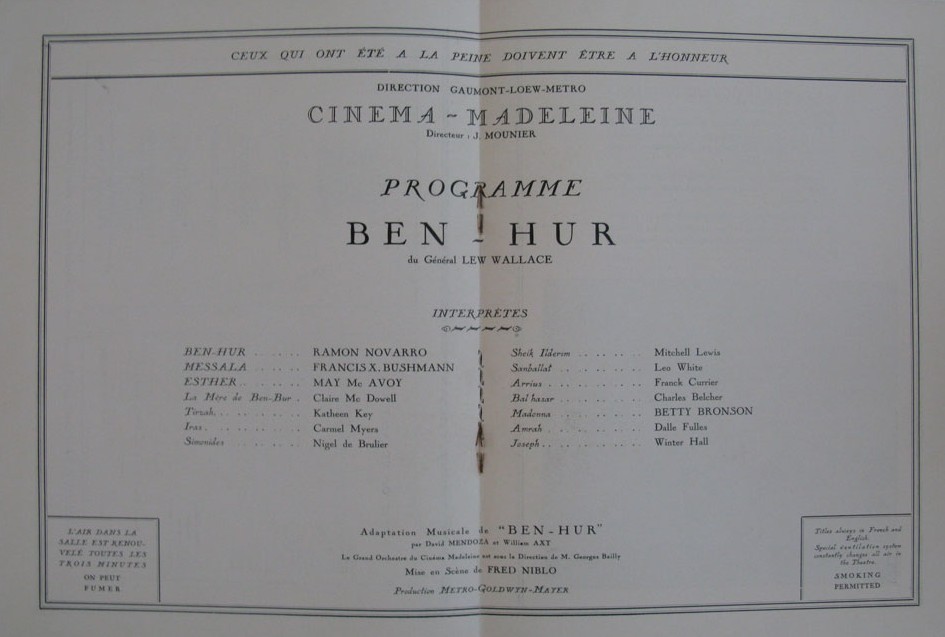 CEUX QUI ONT ÉTÉ A LA PEINE DOIVENT ÊTRE A L'HONNEUR
DIRECTION GAUMONT-LOEW-METRO
CINEMA - MADELEINE
Directeur : J. MOUNIER
PROGRAMME
BEN - HUR
du Général LEW WALLACE
INTERPRÈTES
BEN-HUR . . . . . . RAMON NOVARRO
MESSALA . . . . . . FRANCIS X. BUSHMANN
ESTHER . . . . . . . MAY Mc AVOY
La Mère de Ben-Bur . Claire Mc Dowell
Tirzah. . . . . . . . . . Katheen Key
Iras . . . . . . . . . . . Carmel Myers
Simonides . . . . . . . . Nigel de Brulier
Sheik Ilderim . . . . . . Mitchell Lewis
Sanballat . . . . . . . . Leo White
Arrius . . . . . . . . . Franck Currier
Bal hasar . . . . . . . . Charles Belcher
Madonna . . . . . . . . BETTY BRONSON
Amrah . . . . . . . . . Dalle Fulles
Joseph . . . . . . . . . Winter Hall
Adaptation Musicale de "BEN-HUR"
par David MENDOZA et William AXT
Le Grand Orchestre du Cinéma Madeleine est sous la Direction de M. Georges Bailly
Mise en Scène de FRED NIBLO
Production METRO-GOLDWYN-MAYER
L'AIR DANS LA
SALLE EST RENOU-
VELÉ TOUTES LES
TROIS MINUTES
ON PEUT
FUMER
Titles always in French and
English.
Special ventilation system
constantly changes all air in
the Theatre.
SMOKING
PERMITTED